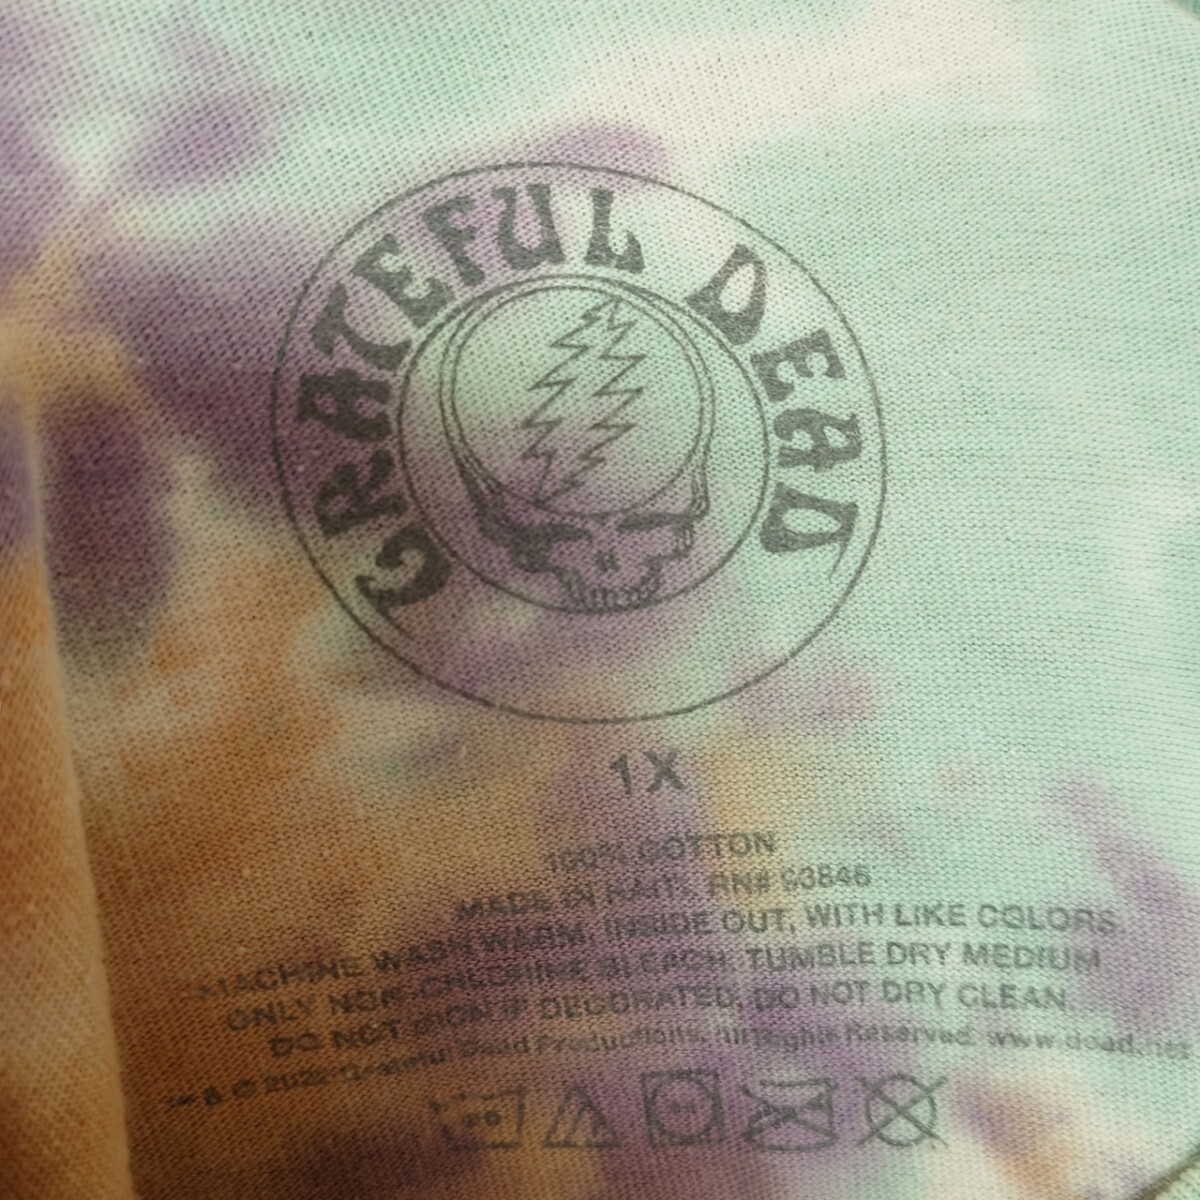 GRATEFUL DEAD
1X
100% COTTON
MADE IN HAITI, RN# 93846
MACHINE WASH WARM, INSIDE OUT, WITH LIKE COLORS
ONLY NON-CHLORINE BLEACH, TUMBLE DRY MEDIUM
DO NOT IRON IF DECORATED, DO NOT DRY CLEAN.
™ & © 2022 Grateful Dead Productions. All Rights Reserved. www.dead.net